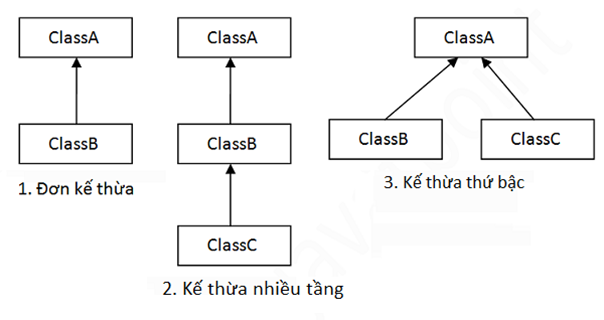 ClassA
ClassB
1. Đơn kế thừa
ClassA
ClassB
ClassC
2. Kế thừa nhiều tầng
ClassA
ClassB
ClassC
3. Kế thừa thứ bậc